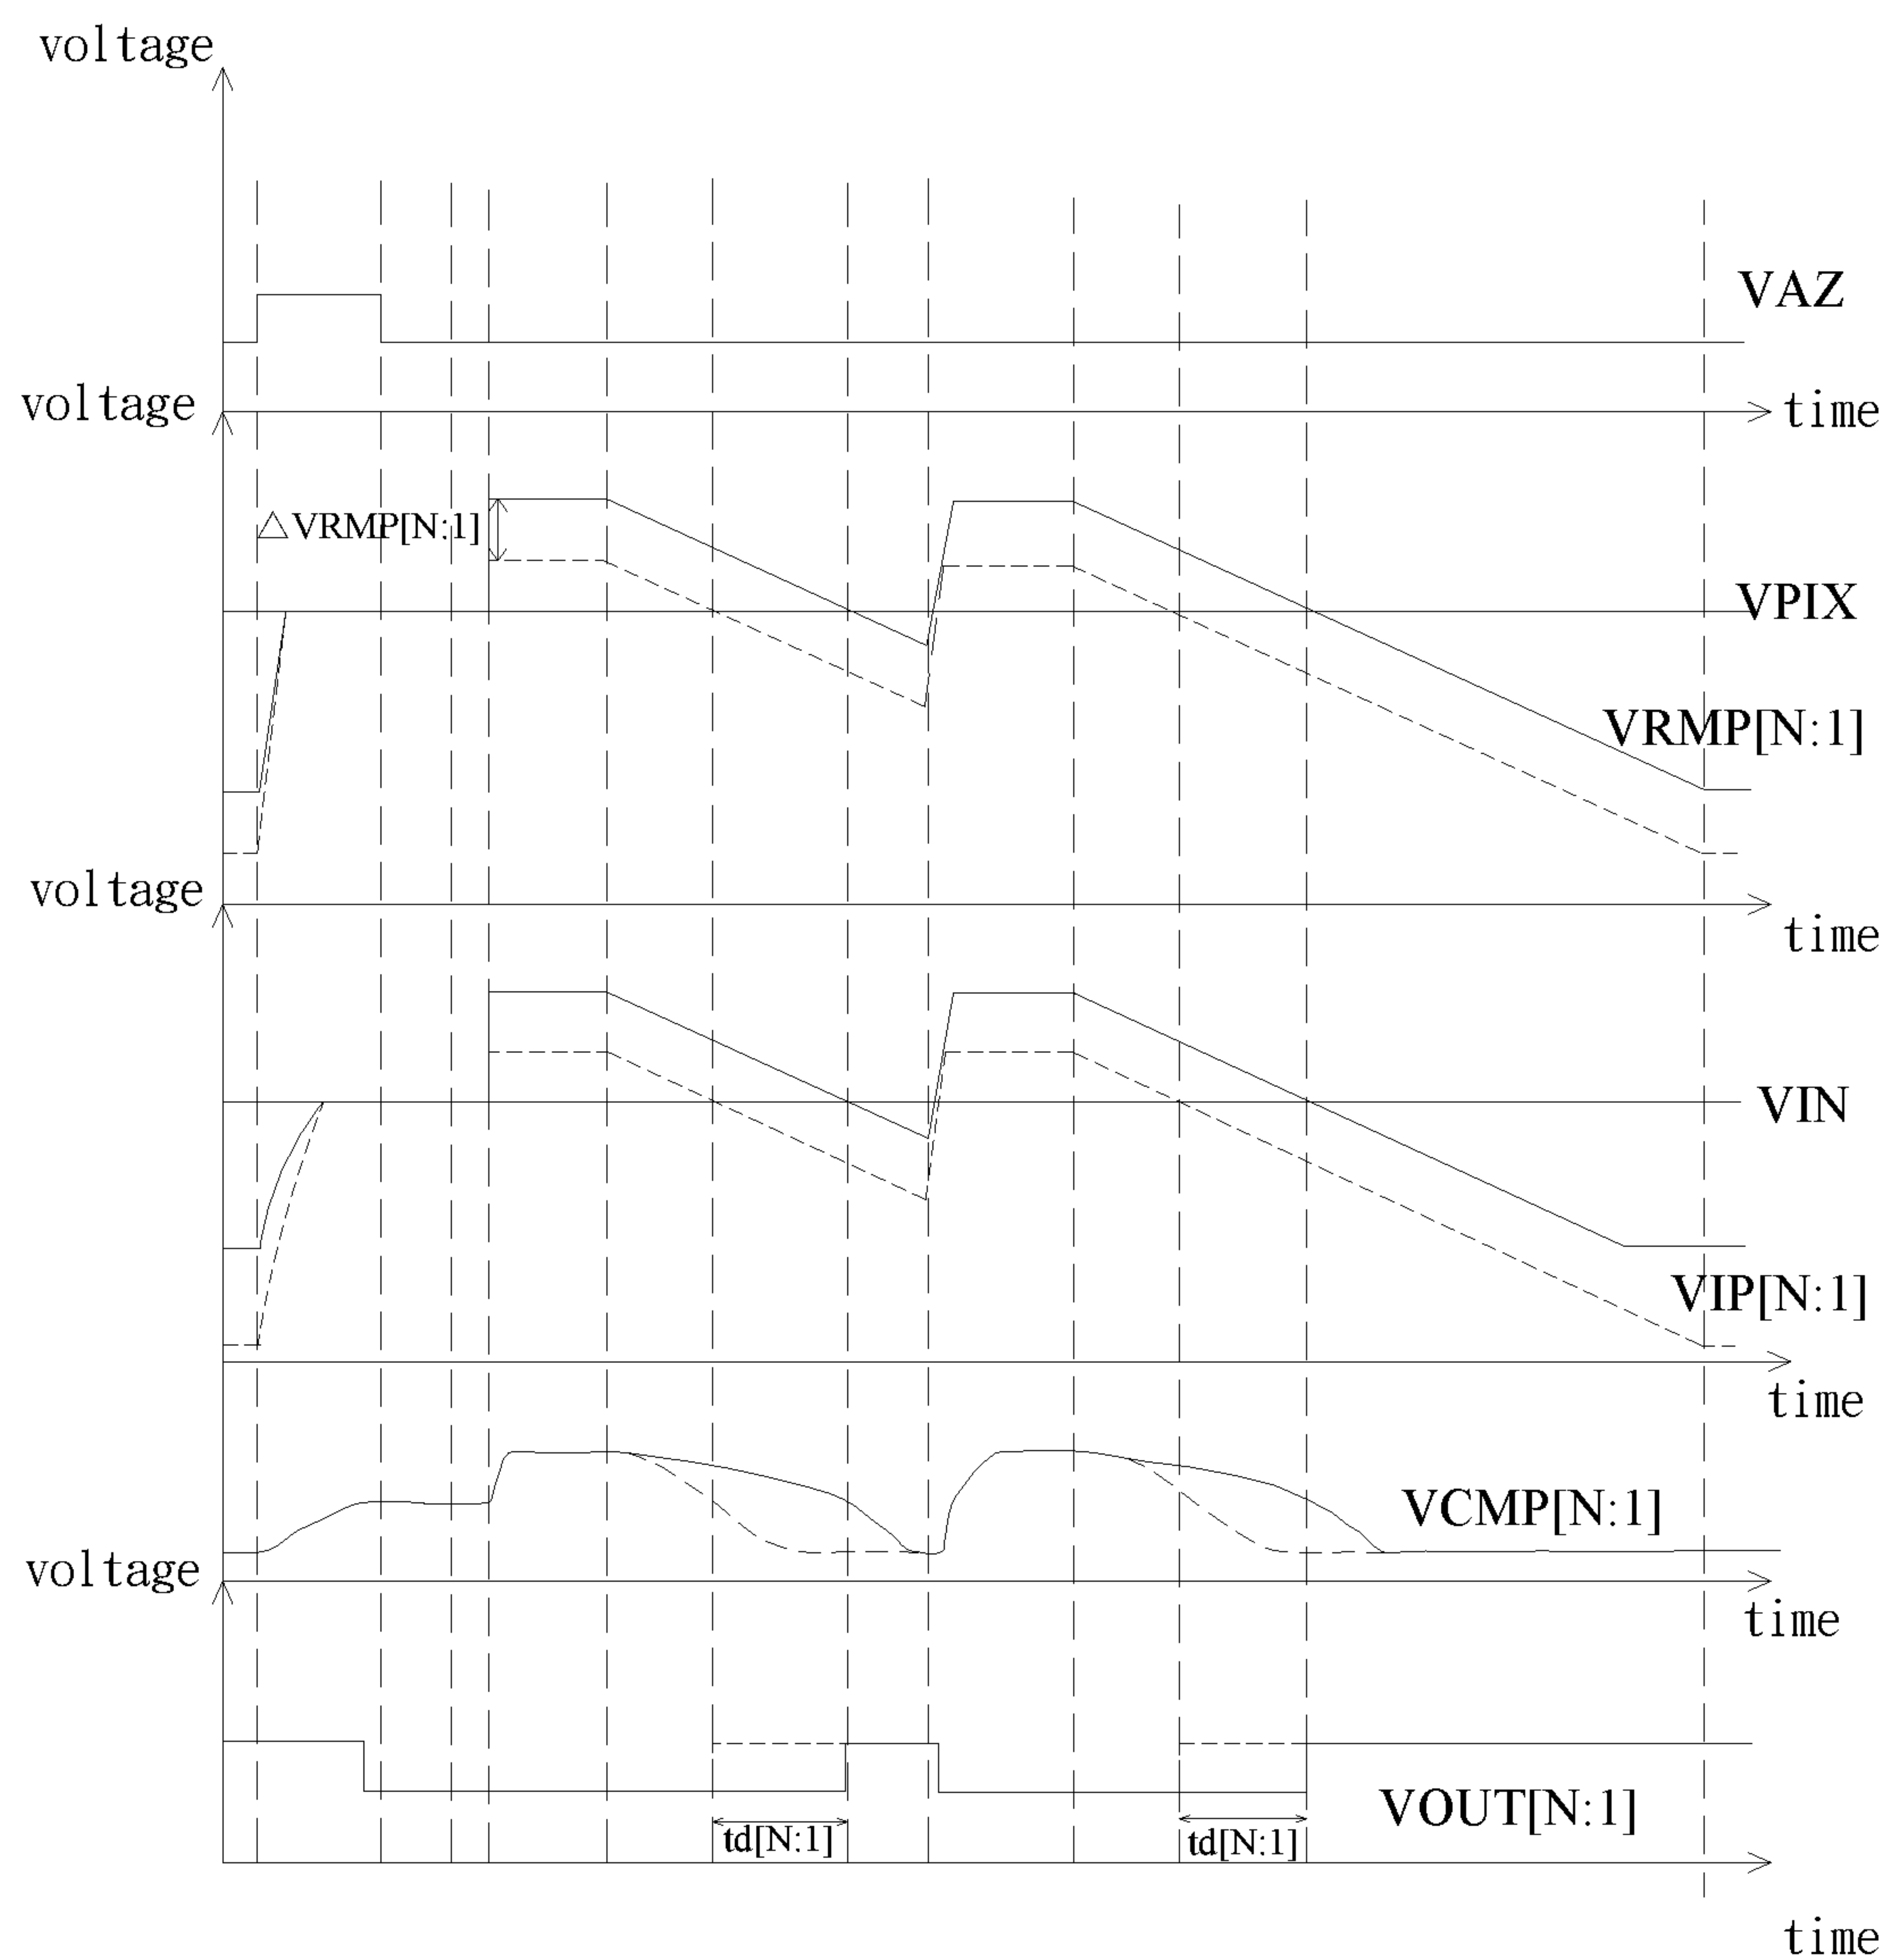 voltage
VAZ
voltage
time
△VRMP[N:1]
VPIX
VRMP[N:1]
voltage
time
VIN
VIP[N:1]
time
VCMP[N:1]
voltage
time
VOUT[N:1]
td[N:1]
td[N:1]
time